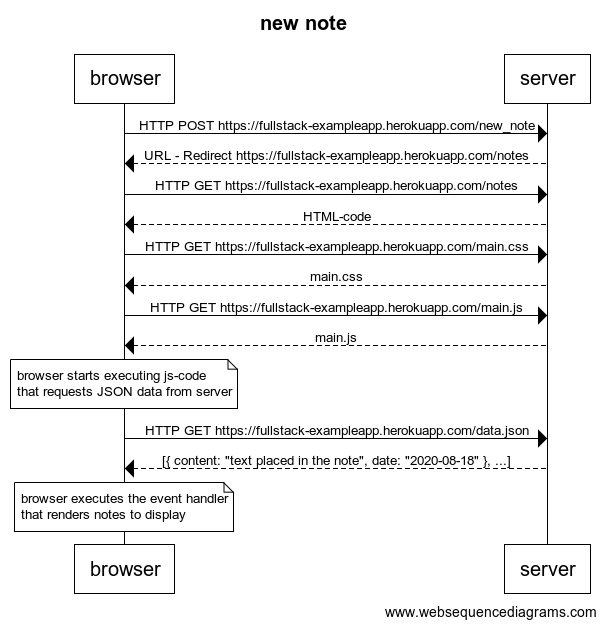 new note
browser
server
HTTP POST https://fullstack-exampleapp.herokuapp.com/new_note
URL - Redirect https://fullstack-exampleapp.herokuapp.com/notes
HTTP GET https://fullstack-exampleapp.herokuapp.com/notes
HTML-code
HTTP GET https://fullstack-exampleapp.herokuapp.com/main.css
main.css
HTTP GET https://fullstack-exampleapp.herokuapp.com/main.js
main.js
browser starts executing js-code
that requests JSON data from server
HTTP GET https://fullstack-exampleapp.herokuapp.com/data.json
[{ content: "text placed in the note", date: "2020-08-18" }, ...]
browser executes the event handler
that renders notes to display
browser
server
www.websequencediagrams.com